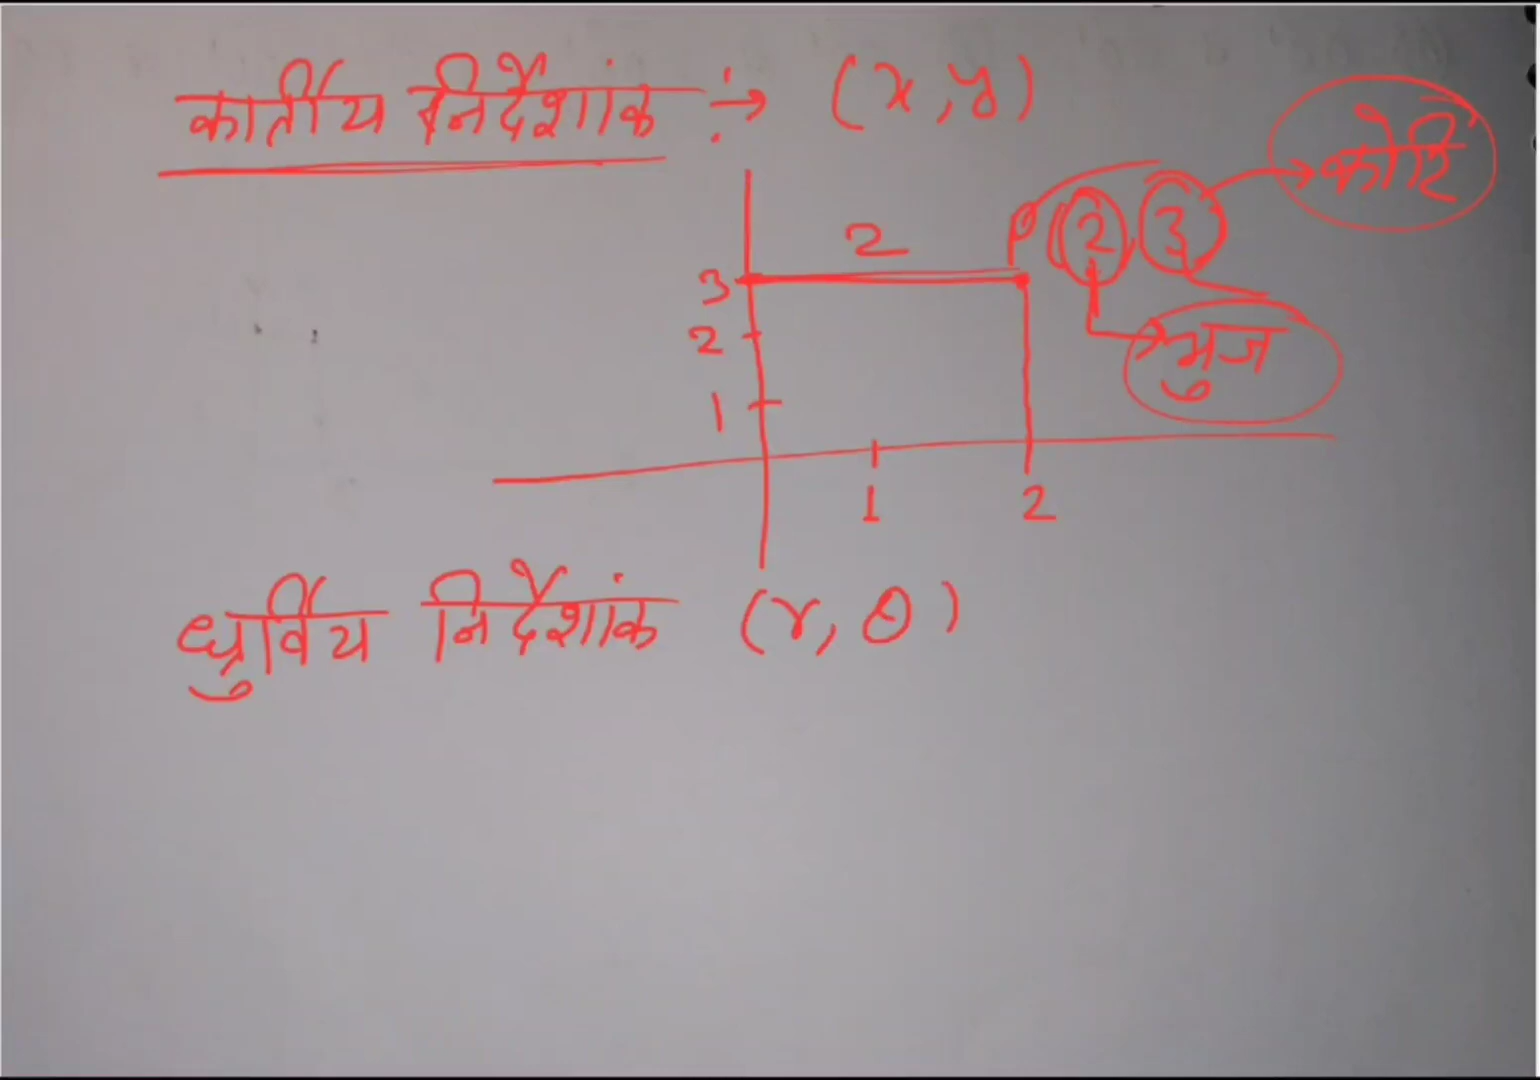 कार्तीय निर्देशांक :→ (x, y)
कोटि
2 P (2, 3)
3
2 भुज
1
1 2
ध्रुर्विय निर्देशांक (r, θ)